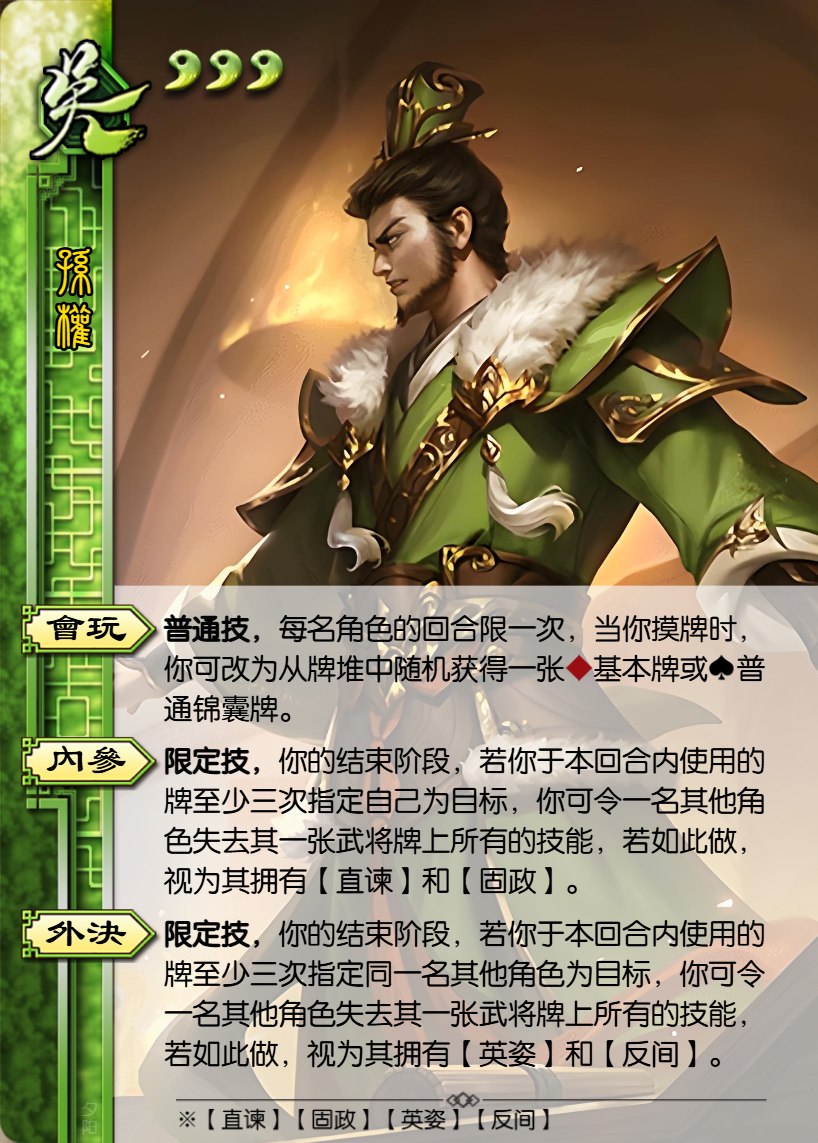 吴
孫權
會玩
普通技，每名角色的回合限一次，当你摸牌时，
你可改为从牌堆中随机获得一张♦基本牌或♠普
通锦囊牌。
內參
限定技，你的结束阶段，若你于本回合内使用的
牌至少三次指定自己为目标，你可令一名其他角
色失去其一张武将牌上所有的技能，若如此做，
视为其拥有【直谏】和【固政】。
外決
限定技，你的结束阶段，若你于本回合内使用的
牌至少三次指定同一名其他角色为目标，你可令
一名其他角色失去其一张武将牌上所有的技能，
若如此做，视为其拥有【英姿】和【反间】。
※【直谏】【固政】【英姿】【反间】
夕阳